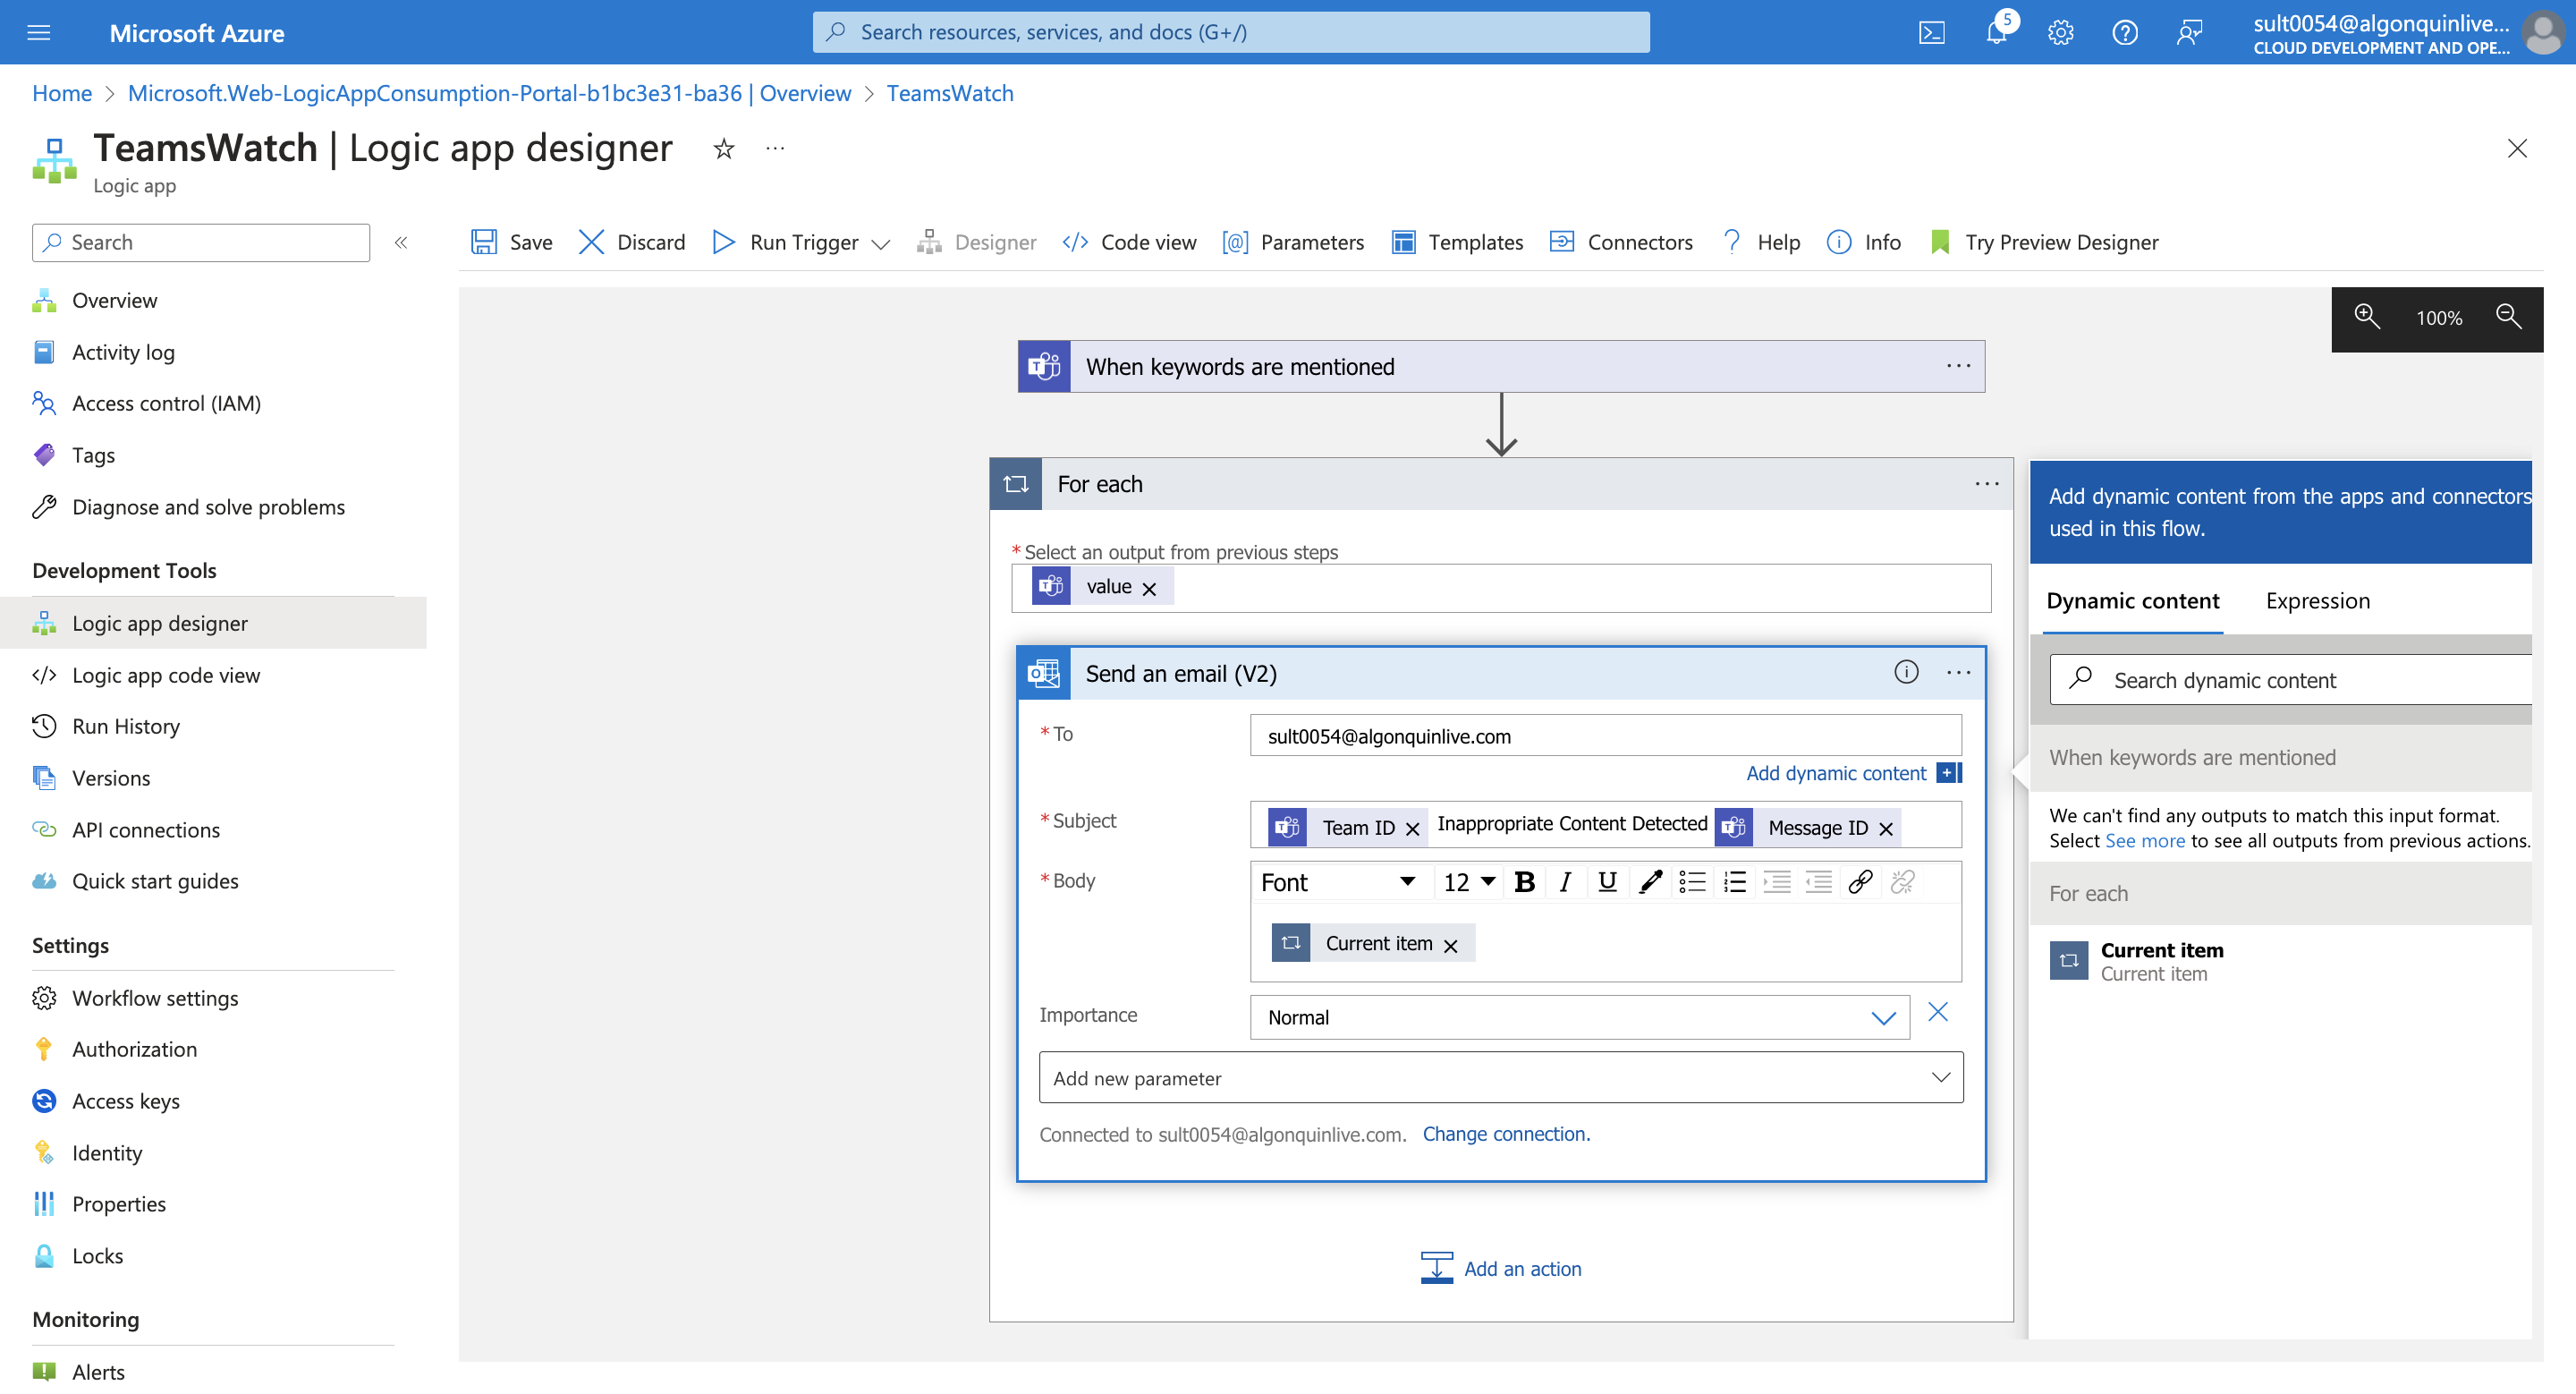 Microsoft Azure
Search resources, services, and docs (G+/)
5
sult0054@algonquinlive...
CLOUD DEVELOPMENT AND OPE...
Home > Microsoft.Web-LogicAppConsumption-Portal-b1bc3e31-ba36 | Overview > TeamsWatch
TeamsWatch | Logic app designer
Logic app
Search
Save
Discard
Run Trigger
Designer
Code view
Parameters
Templates
Connectors
Help
Info
Try Preview Designer
Overview
Activity log
Access control (IAM)
Tags
Diagnose and solve problems
Development Tools
Logic app designer
Logic app code view
Run History
Versions
API connections
Quick start guides
Settings
Workflow settings
Authorization
Access keys
Identity
Properties
Locks
Monitoring
Alerts
100%
When keywords are mentioned
For each
* Select an output from previous steps
value
Send an email (V2)
* To
sult0054@algonquinlive.com
Add dynamic content
* Subject
Team ID Inappropriate Content Detected Message ID
* Body
Font
12
B I U
Current item
Importance
Normal
Add new parameter
Connected to sult0054@algonquinlive.com. Change connection.
Add an action
Add dynamic content from the apps and connectors
used in this flow.
Dynamic content
Expression
Search dynamic content
When keywords are mentioned
We can't find any outputs to match this input format.
Select See more to see all outputs from previous actions.
For each
Current item
Current item